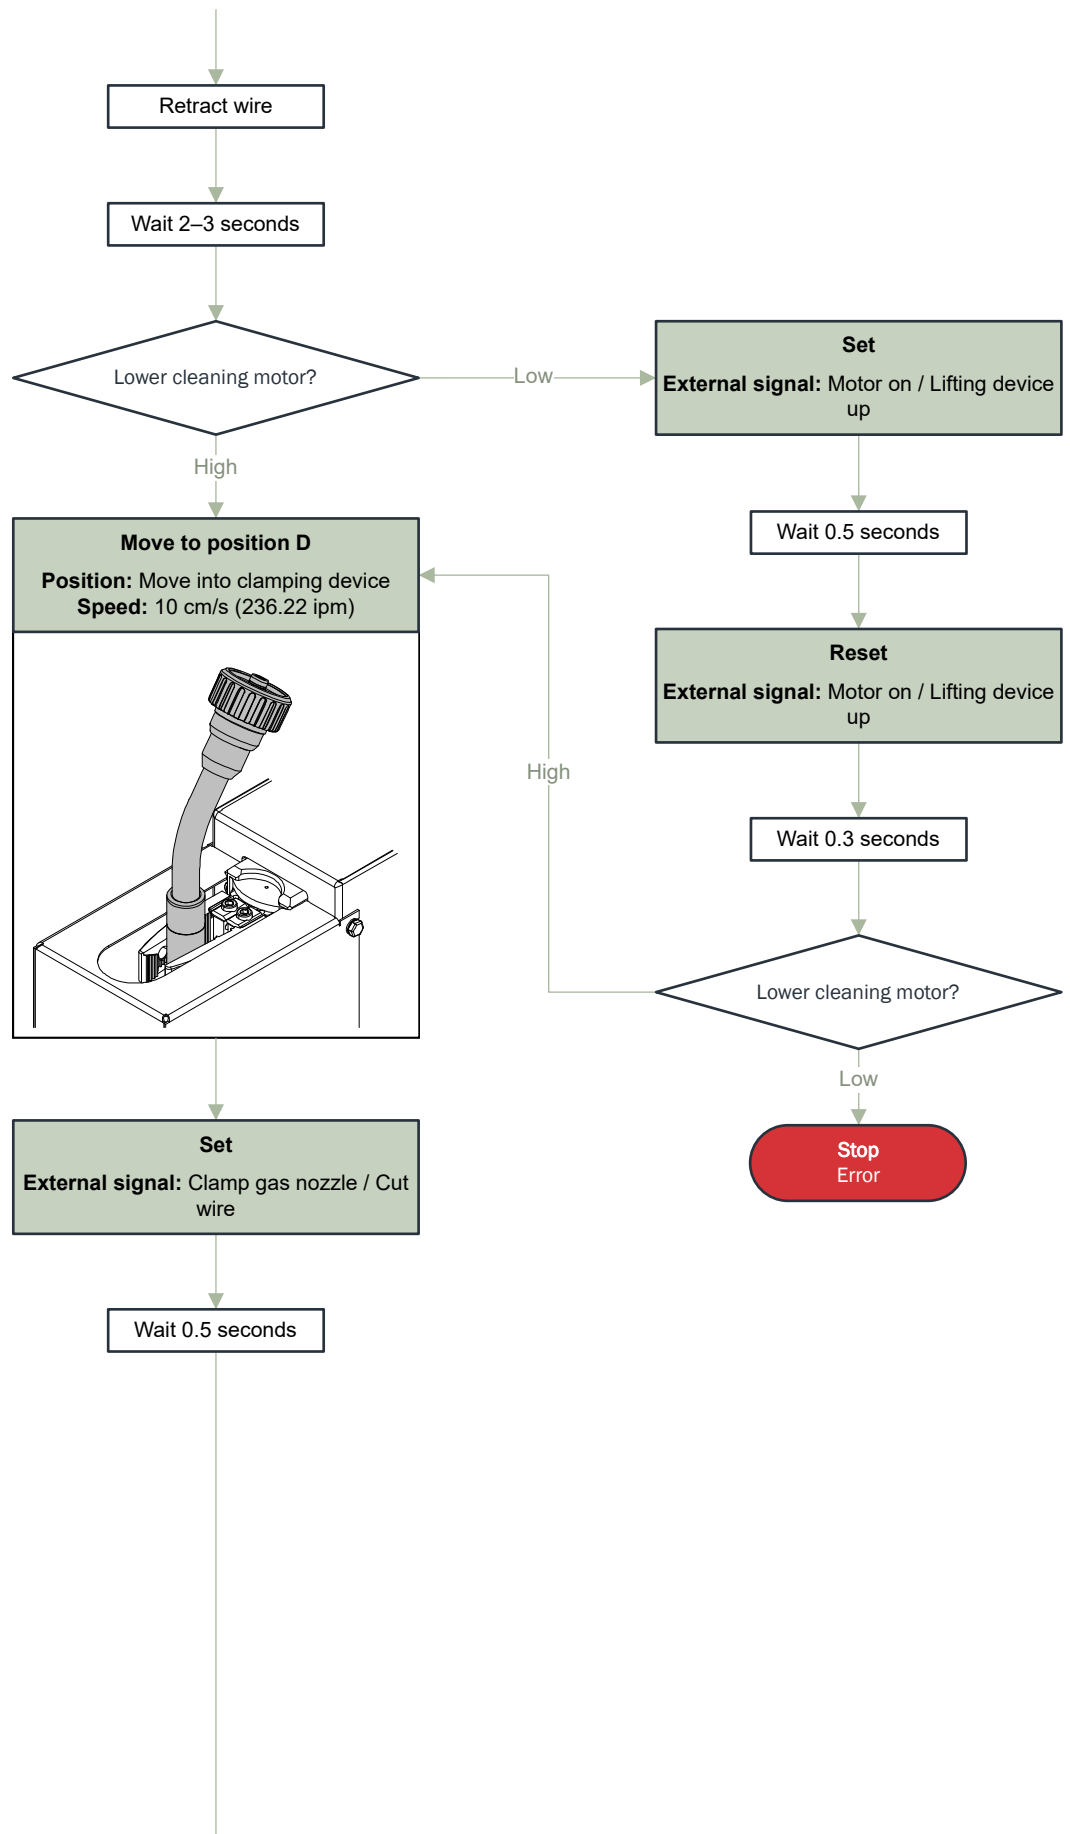 Retract wire
Wait 2–3 seconds
Lower cleaning motor?
Low
High
Set
External signal: Motor on / Lifting device
up
Wait 0.5 seconds
Reset
External signal: Motor on / Lifting device
up
Wait 0.3 seconds
Lower cleaning motor?
High
Low
Stop
Error
Move to position D
Position: Move into clamping device
Speed: 10 cm/s (236.22 ipm)
Set
External signal: Clamp gas nozzle / Cut
wire
Wait 0.5 seconds